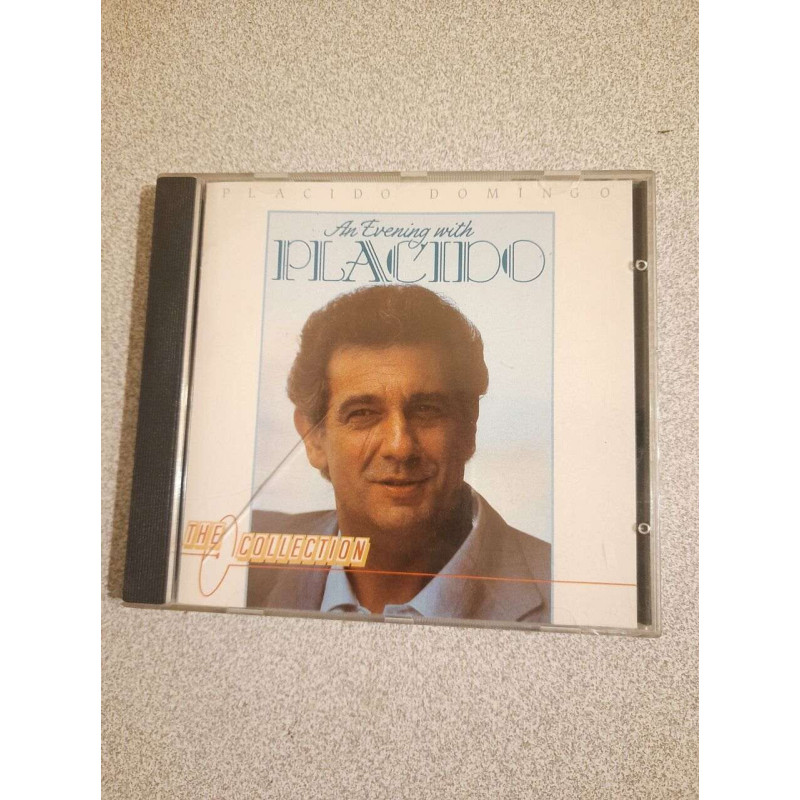 PLACIDO DOMINGO
An Evening with
PLACIDO
THE
COLLECTION